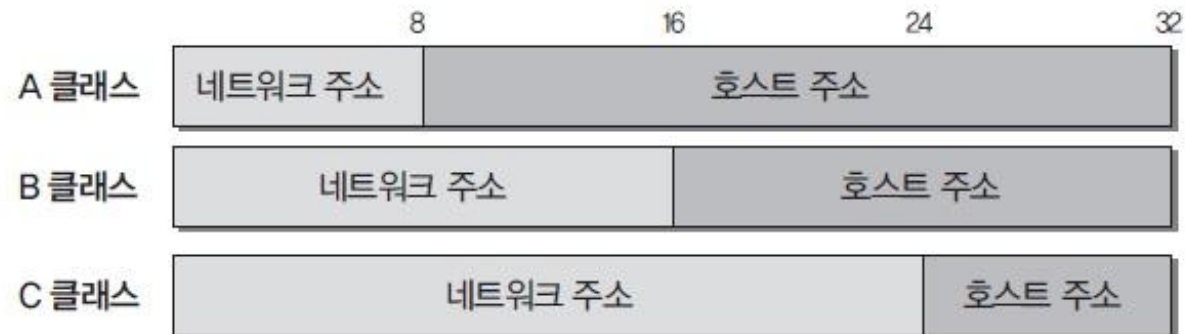 8 16 24 32
A 클래스 네트워크 주소 호스트 주소
B 클래스 네트워크 주소 호스트 주소
C 클래스 네트워크 주소 호스트 주소